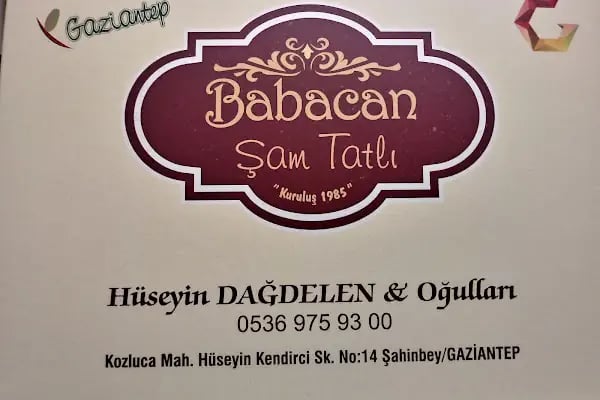 Gaziantep
Babacan
Şam Tatlı
"Kuruluş 1985"
Hüseyin DAĞDELEN & Oğulları
0536 975 93 00
Kozluca Mah. Hüseyin Kendirci Sk. No:14 Şahinbey/GAZİANTEP